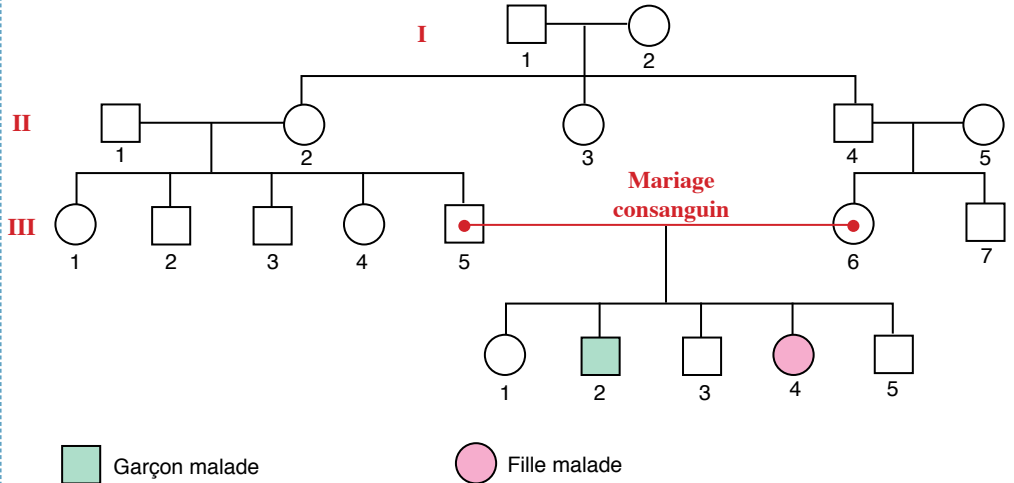 I
1 2
II
1 2 3 4 5
Mariage
consanguin
III
1 2 3 4 5 6 7
1 2 3 4 5
Garçon malade Fille malade